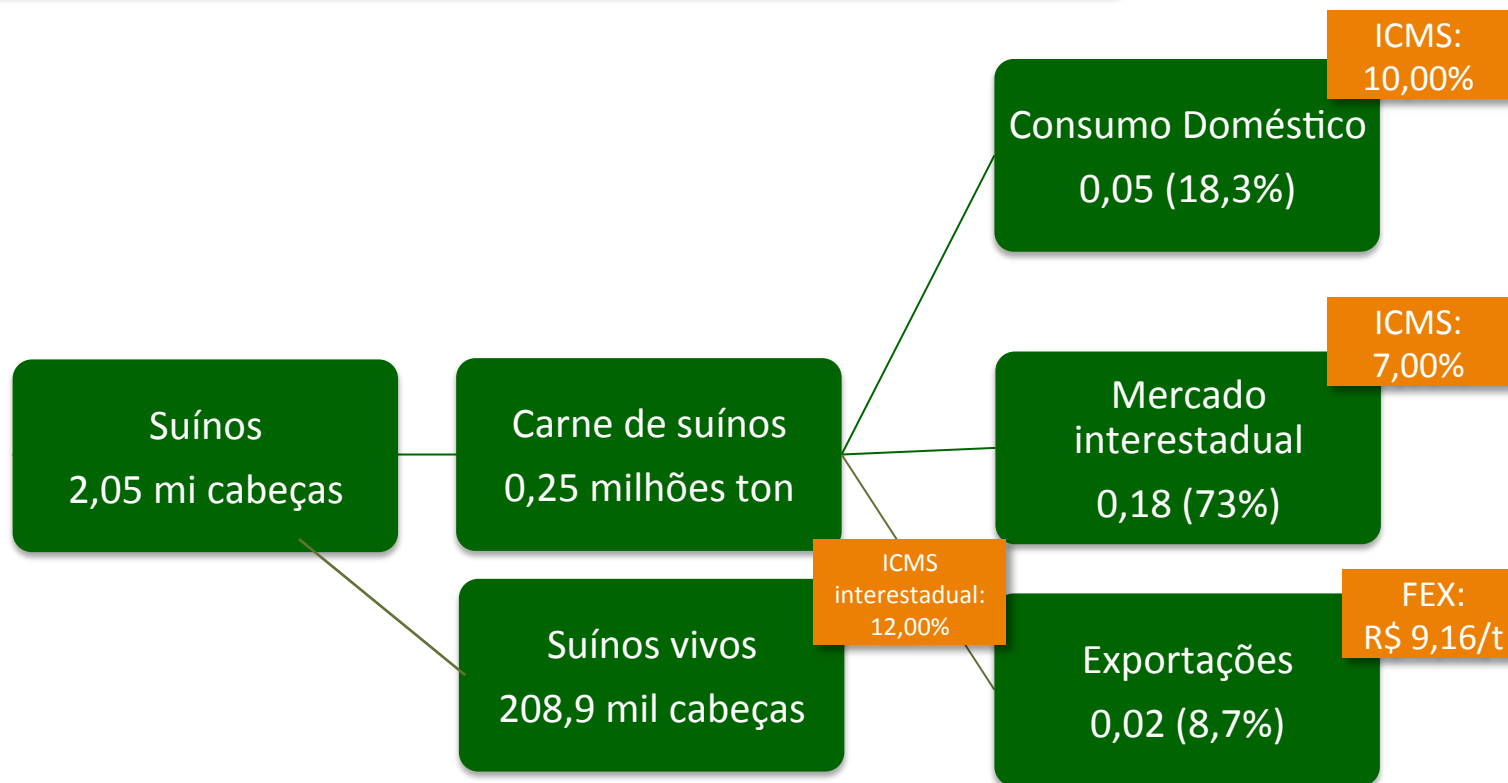 ICMS:
10,00%
Consumo Doméstico
0,05 (18,3%)
ICMS:
7,00%
Suínos
2,05 mi cabeças
Carne de suínos
0,25 milhões ton
Mercado
interestadual
0,18 (73%)
ICMS
interestadual:
12,00%
Suínos vivos
208,9 mil cabeças
FEX:
R$ 9,16/t
Exportações
0,02 (8,7%)